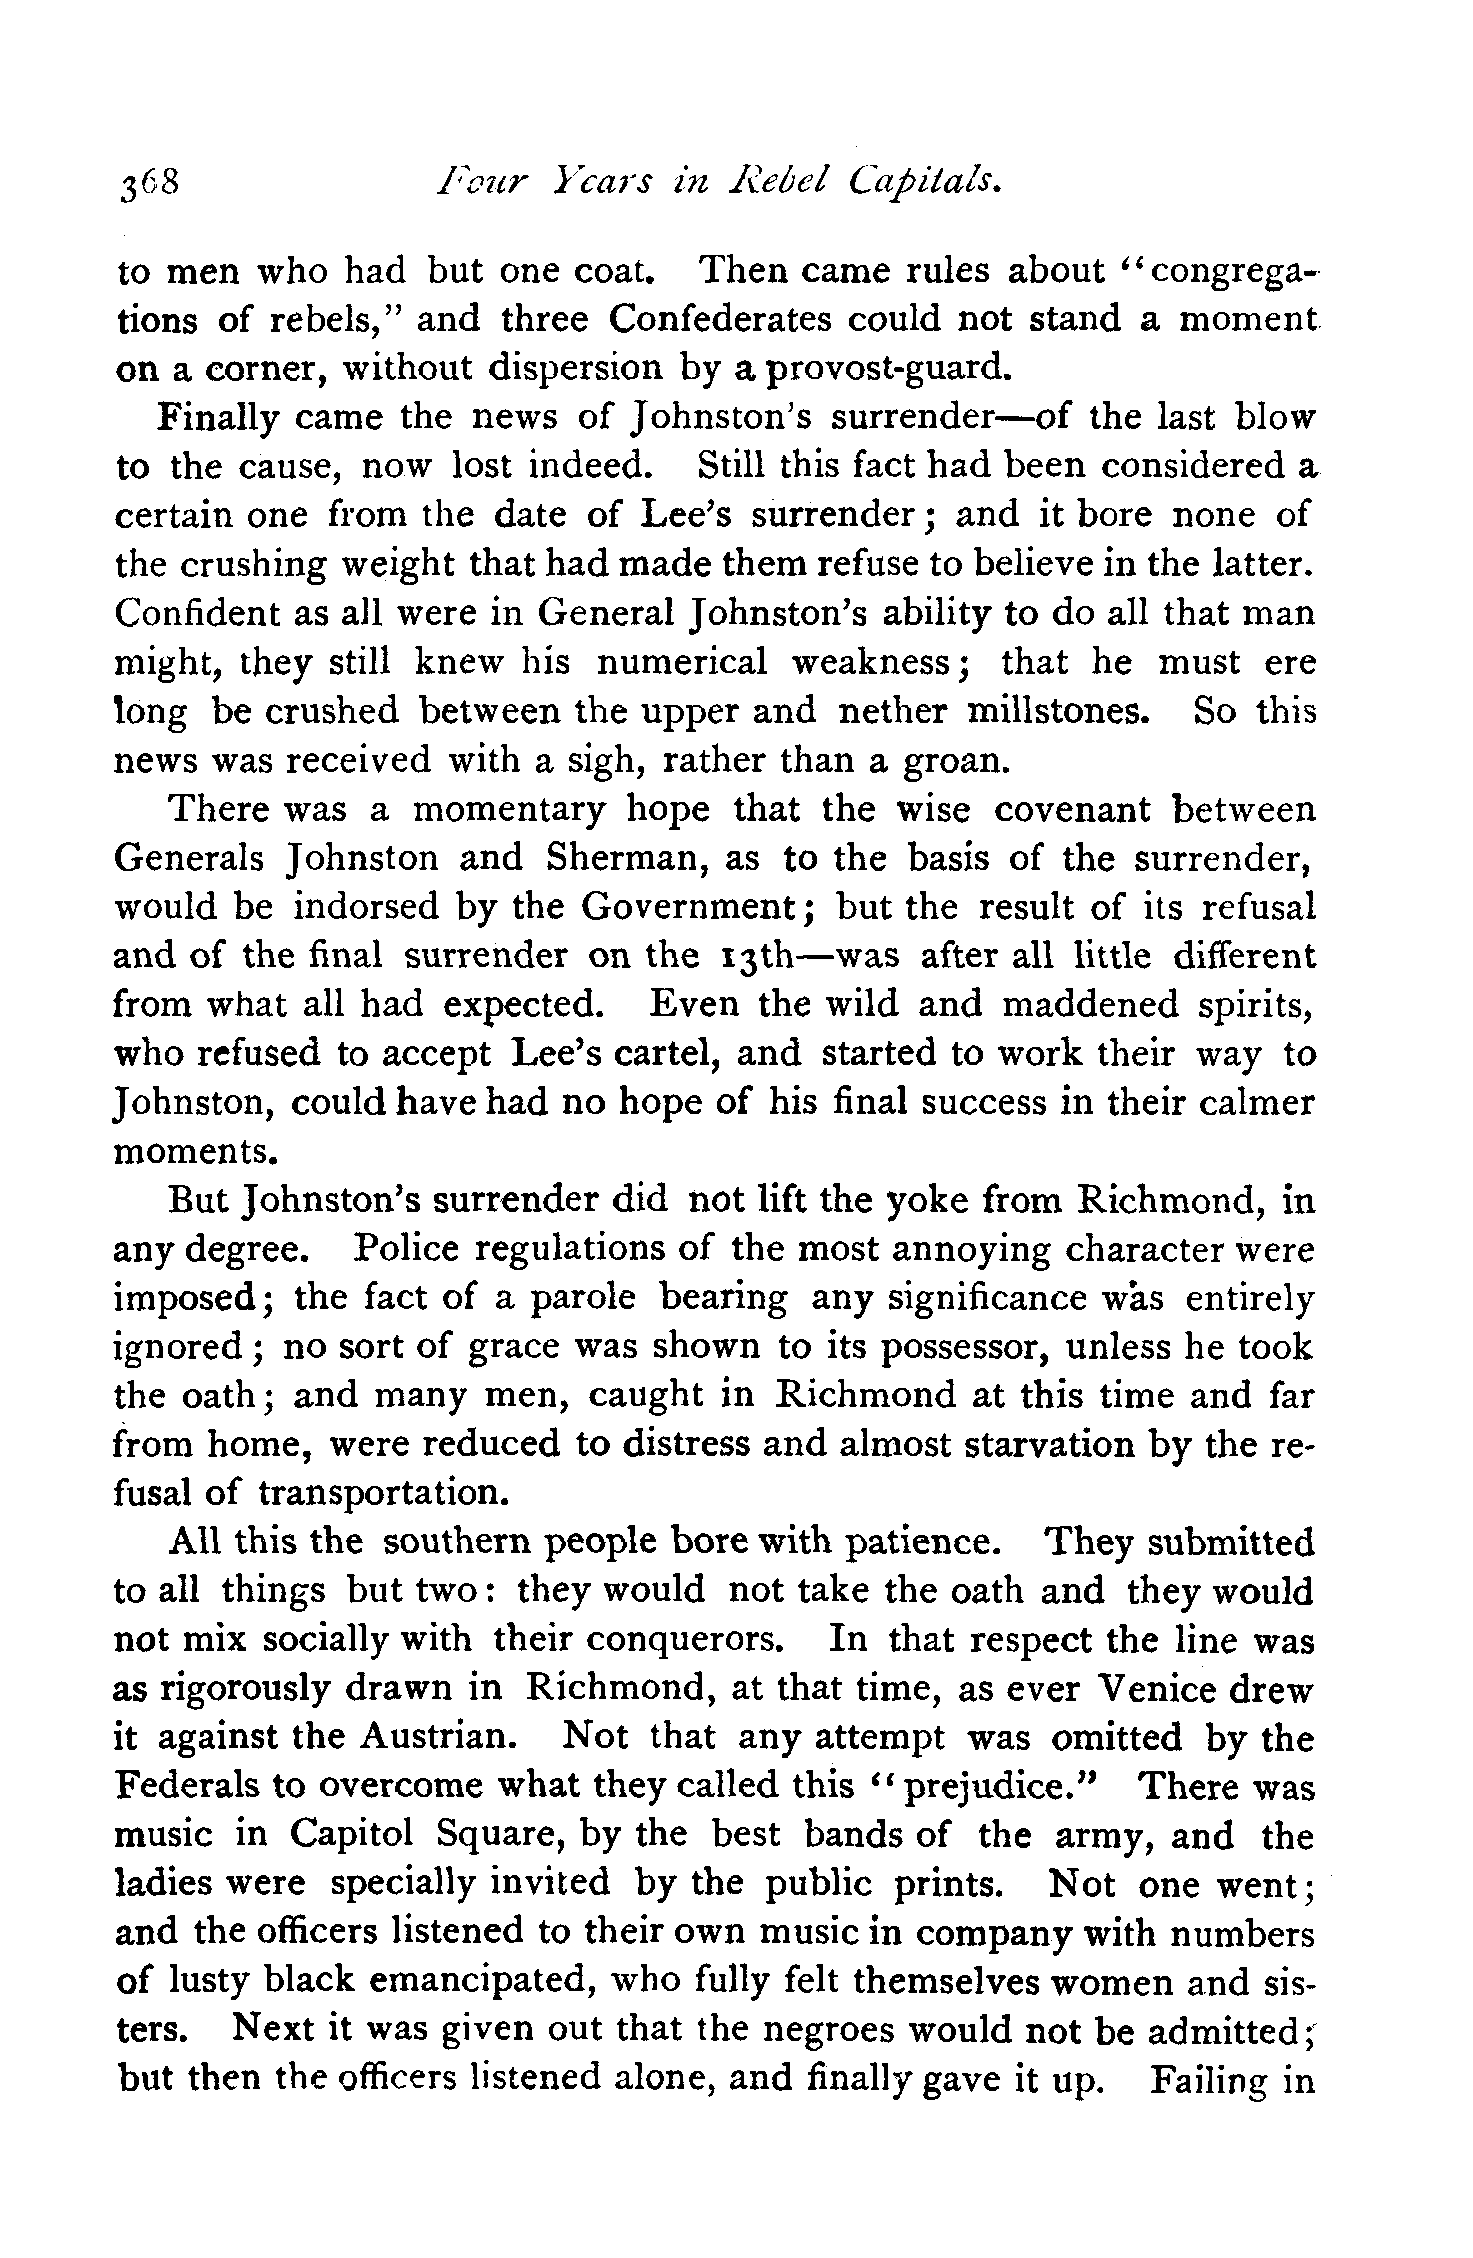 368 Four Years in Rebel Capitals.
to men who had but one coat. Then came rules about "congrega-
tions of rebels," and three Confederates could not stand a moment
on a corner, without dispersion by a provost-guard.
Finally came the news of Johnston's surrender—of the last blow
to the cause, now lost indeed. Still this fact had been considered a
certain one from the date of Lee's surrender; and it bore none of
the crushing weight that had made them refuse to believe in the latter.
Confident as all were in General Johnston's ability to do all that man
might, they still knew his numerical weakness; that he must ere
long be crushed between the upper and nether millstones. So this
news was received with a sigh, rather than a groan.
There was a momentary hope that the wise covenant between
Generals Johnston and Sherman, as to the basis of the surrender,
would be indorsed by the Government; but the result of its refusal
and of the final surrender on the 13th—was after all little different
from what all had expected. Even the wild and maddened spirits,
who refused to accept Lee's cartel, and started to work their way to
Johnston, could have had no hope of his final success in their calmer
moments.
But Johnston's surrender did not lift the yoke from Richmond, in
any degree. Police regulations of the most annoying character were
imposed; the fact of a parole bearing any significance was entirely
ignored; no sort of grace was shown to its possessor, unless he took
the oath; and many men, caught in Richmond at this time and far
from home, were reduced to distress and almost starvation by the re-
fusal of transportation.
All this the southern people bore with patience. They submitted
to all things but two: they would not take the oath and they would
not mix socially with their conquerors. In that respect the line was
as rigorously drawn in Richmond, at that time, as ever Venice drew
it against the Austrian. Not that any attempt was omitted by the
Federals to overcome what they called this "prejudice." There was
music in Capitol Square, by the best bands of the army, and the
ladies were specially invited by the public prints. Not one went;
and the officers listened to their own music in company with numbers
of lusty black emancipated, who fully felt themselves women and sis-
ters. Next it was given out that the negroes would not be admitted;
but then the officers listened alone, and finally gave it up. Failing in